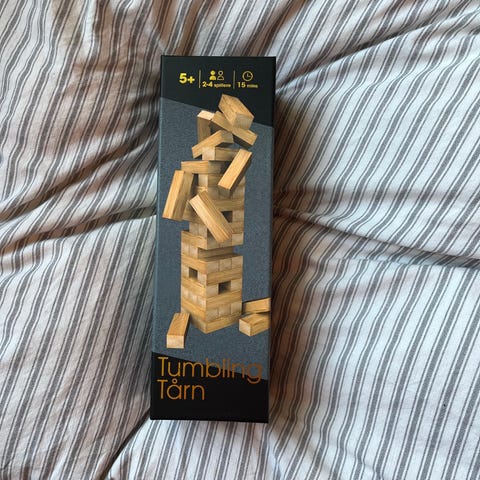 5+
2-4 spillere
15 mins
Tumbling
Tårn